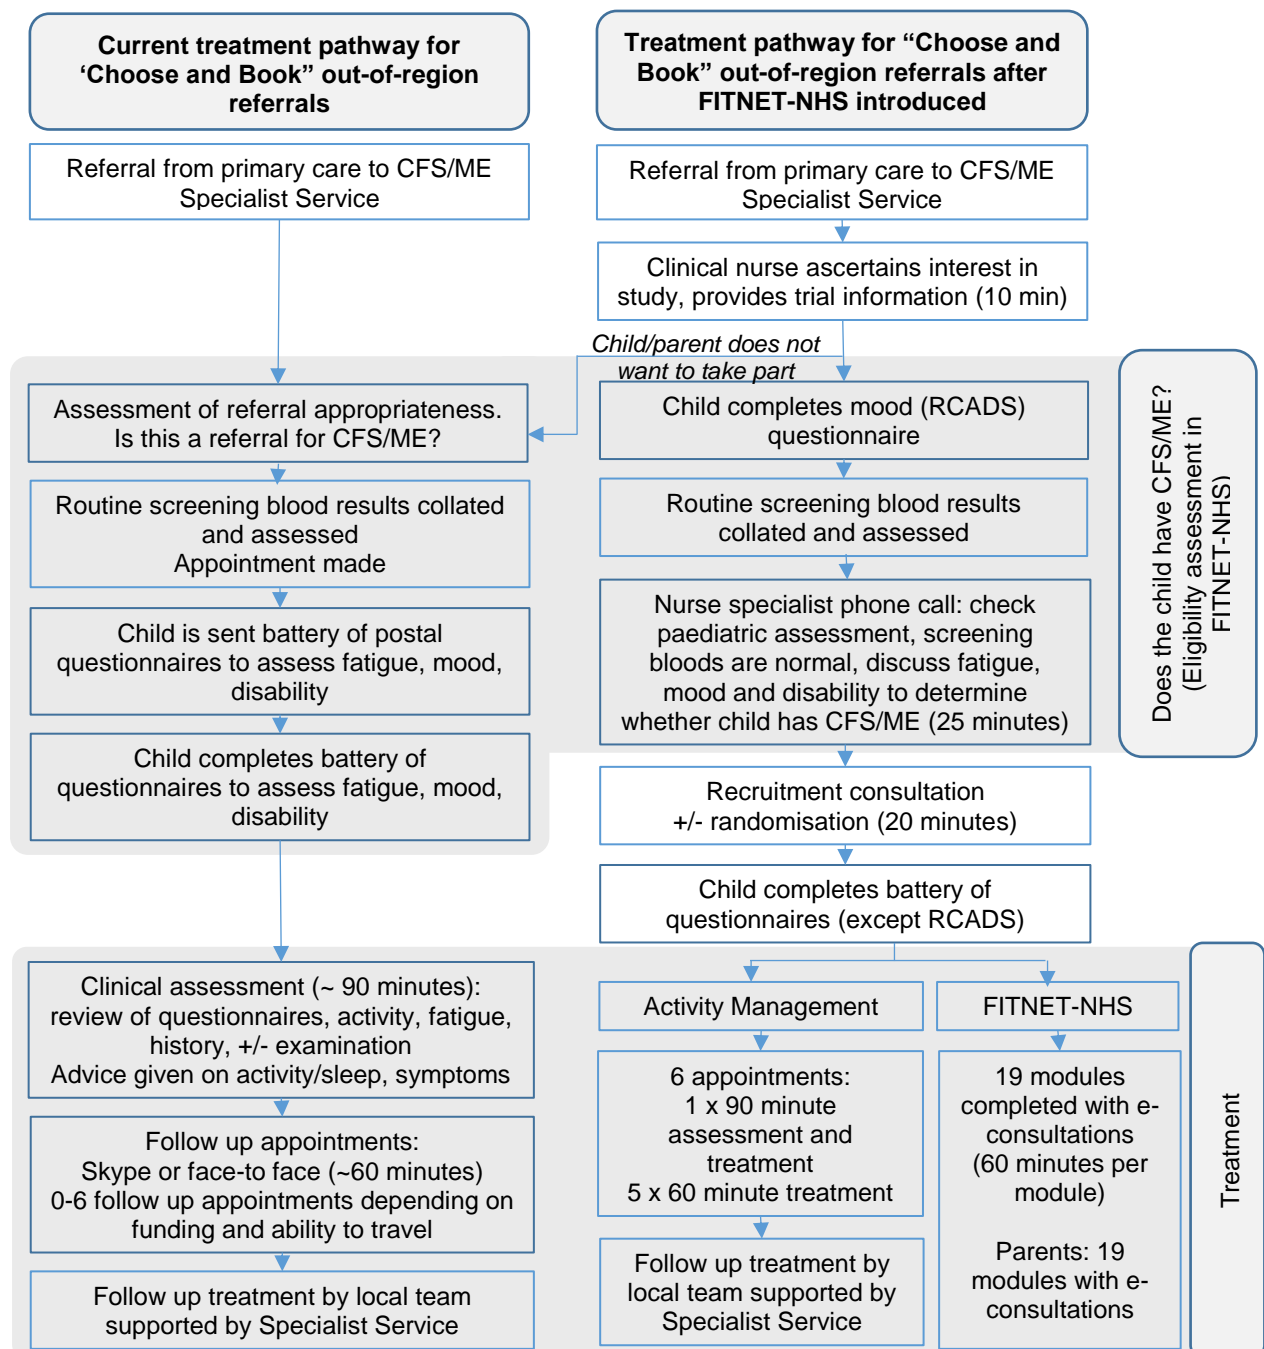 Current treatment pathway for
‘Choose and Book” out-of-region
referrals
Referral from primary care to CFS/ME
Specialist Service
Assessment of referral appropriateness.
Is this a referral for CFS/ME?
Routine screening blood results collated
and assessed
Appointment made
Child is sent battery of postal
questionnaires to assess fatigue, mood,
disability
Child completes battery of
questionnaires to assess fatigue, mood,
disability
Clinical assessment (~ 90 minutes):
review of questionnaires, activity, fatigue,
history, +/- examination
Advice given on activity/sleep, symptoms
Follow up appointments:
Skype or face-to face (~60 minutes)
0-6 follow up appointments depending on
funding and ability to travel
Follow up treatment by local team
supported by Specialist Service
Treatment pathway for “Choose and
Book” out-of-region referrals after
FITNET-NHS introduced
Referral from primary care to CFS/ME
Specialist Service
Clinical nurse ascertains interest in
study, provides trial information (10 min)
Child/parent does not
want to take part
Child completes mood (RCADS)
questionnaire
Routine screening blood results
collated and assessed
Nurse specialist phone call: check
paediatric assessment, screening
bloods are normal, discuss fatigue,
mood and disability to determine
whether child has CFS/ME (25 minutes)
Recruitment consultation
+/- randomisation (20 minutes)
Child completes battery of
questionnaires (except RCADS)
Activity Management
6 appointments:
1 x 90 minute
assessment and
treatment
5 x 60 minute treatment
Follow up treatment by
local team supported by
Specialist Service
FITNET-NHS
19 modules
completed with e-
consultations
(60 minutes per
module)
Parents: 19
modules with e-
consultations
Does the child have CFS/ME?
(Eligibility assessment in
FITNET-NHS)
Treatment